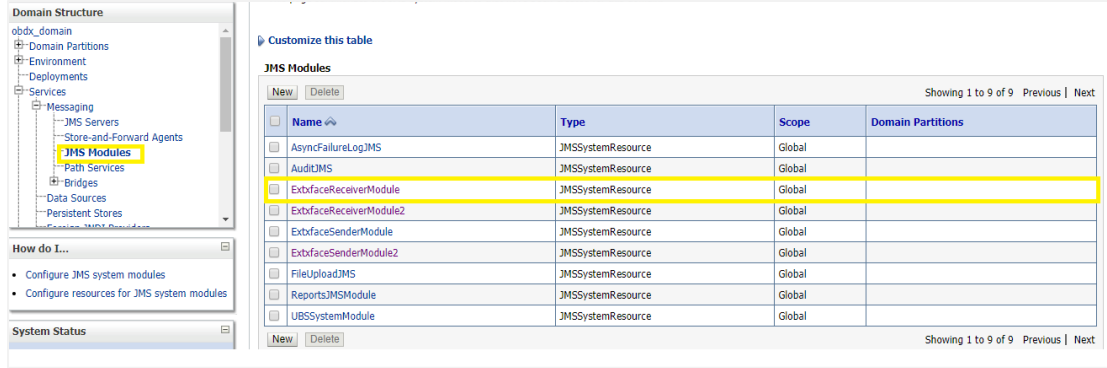 Domain Structure
obdx_domain
Domain Partitions
Environment
Deployments
Services
Messaging
JMS Servers
Store-and-Forward Agents
JMS Modules
Path Services
Bridges
Data Sources
Persistent Stores
How do I...
Configure JMS system modules
Configure resources for JMS system modules
System Status
Customize this table
JMS Modules
New Delete Showing 1 to 9 of 9 Previous | Next
Name Type Scope Domain Partitions
AsyncFailureLogJMS JMSSystemResource Global
AuditJMS JMSSystemResource Global
ExtxfaceReceiverModule JMSSystemResource Global
ExtxfaceReceiverModule2 JMSSystemResource Global
ExtxfaceSenderModule JMSSystemResource Global
ExtxfaceSenderModule2 JMSSystemResource Global
FileUploadJMS JMSSystemResource Global
ReportsJMSModule JMSSystemResource Global
UBSSystemModule JMSSystemResource Global
New Delete Showing 1 to 9 of 9 Previous | Next